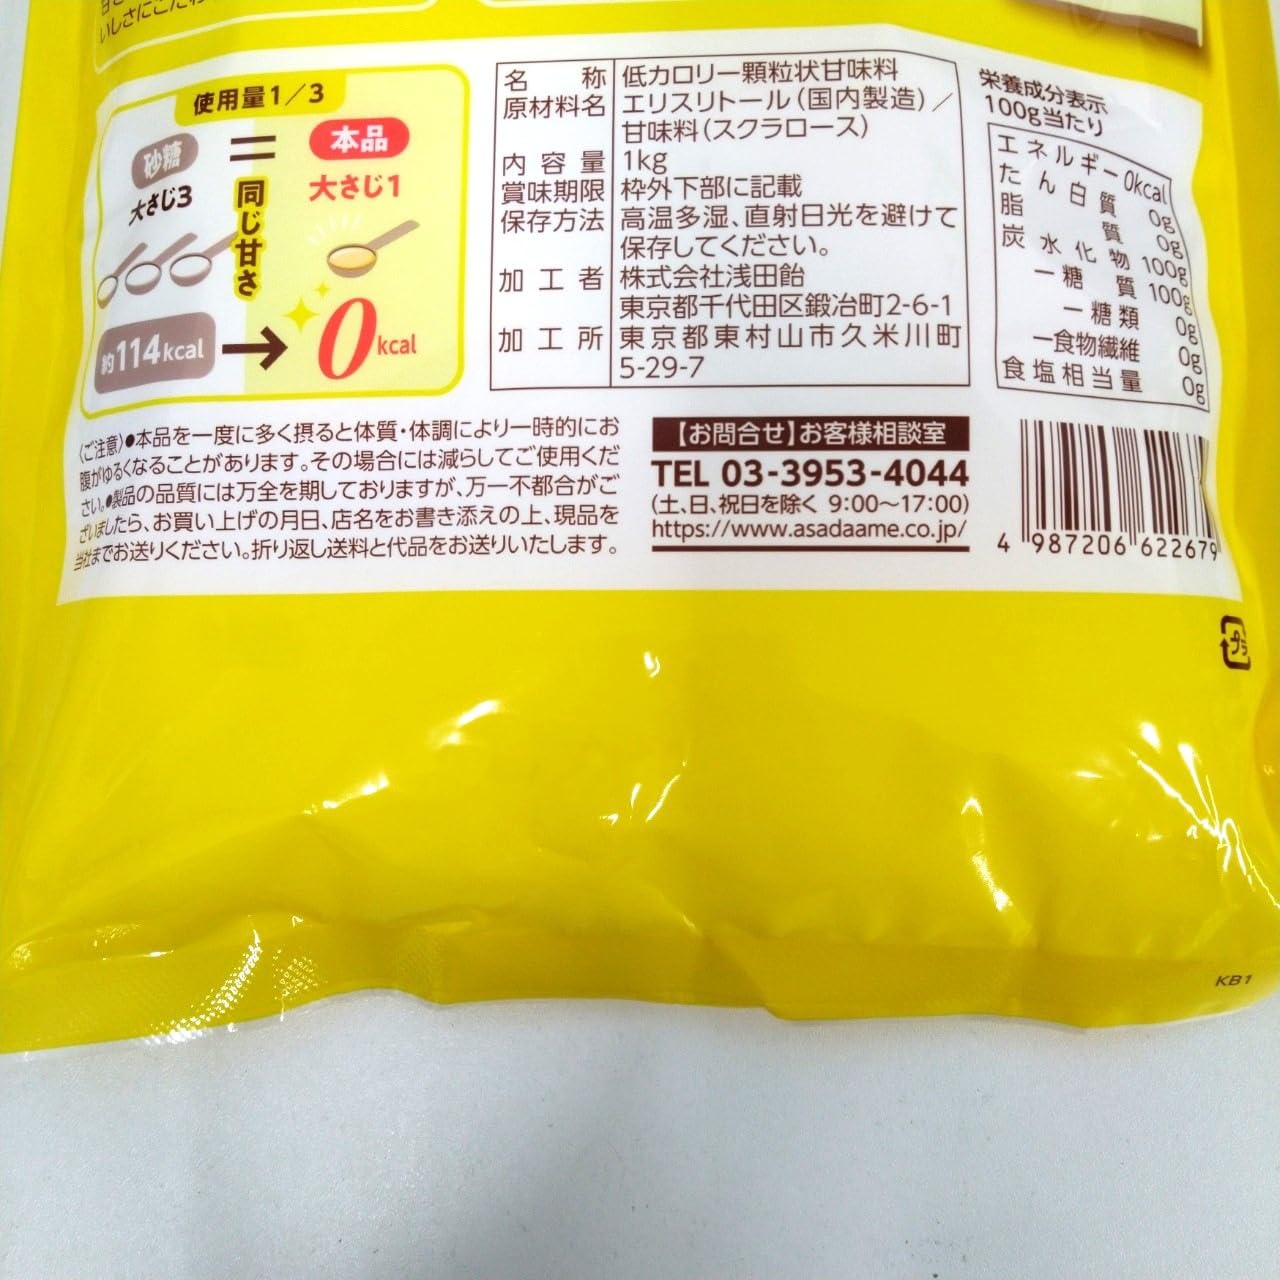 いしさにこだわ
使用量1/3
砂糖
大さじ3
=
同じ甘さ
本品
大さじ1
約114kcal
0kcal
名称 低カロリー顆粒状甘味料
原材料名 エリスリトール(国内製造)/
甘味料(スクラロース)
内容量 1kg
賞味期限 枠外下部に記載
保存方法 高温多湿、直射日光を避けて
保存してください。
加工者 株式会社浅田飴
東京都千代田区鍛冶町2-6-1
加工所 東京都東村山市久米川町
5-29-7
栄養成分表示
100g当たり
エネルギー 0kcal
たん白質 0g
脂質 0g
炭水化物 100g
ー糖質 100g
ー糖類 0g
ー食物繊維 0g
食塩相当量 0g
〈ご注意〉●本品を一度に多く摂ると体質・体調により一時的にお
腹がゆるくなることがあります。その場合には減らしてご使用くだ
さい。●製品の品質には万全を期しておりますが、万一不都合がご
ざいましたら、お買い上げの月日、店名をお書き添えの上、現品を
当社までお送りください。折り返し送料と代品をお送りいたします。
【お問合せ】お客様相談室
TEL 03-3953-4044
(土、日、祝日を除く 9:00〜17:00)
https://www.asadaame.co.jp/
4 987206 622679
プラ
KB1